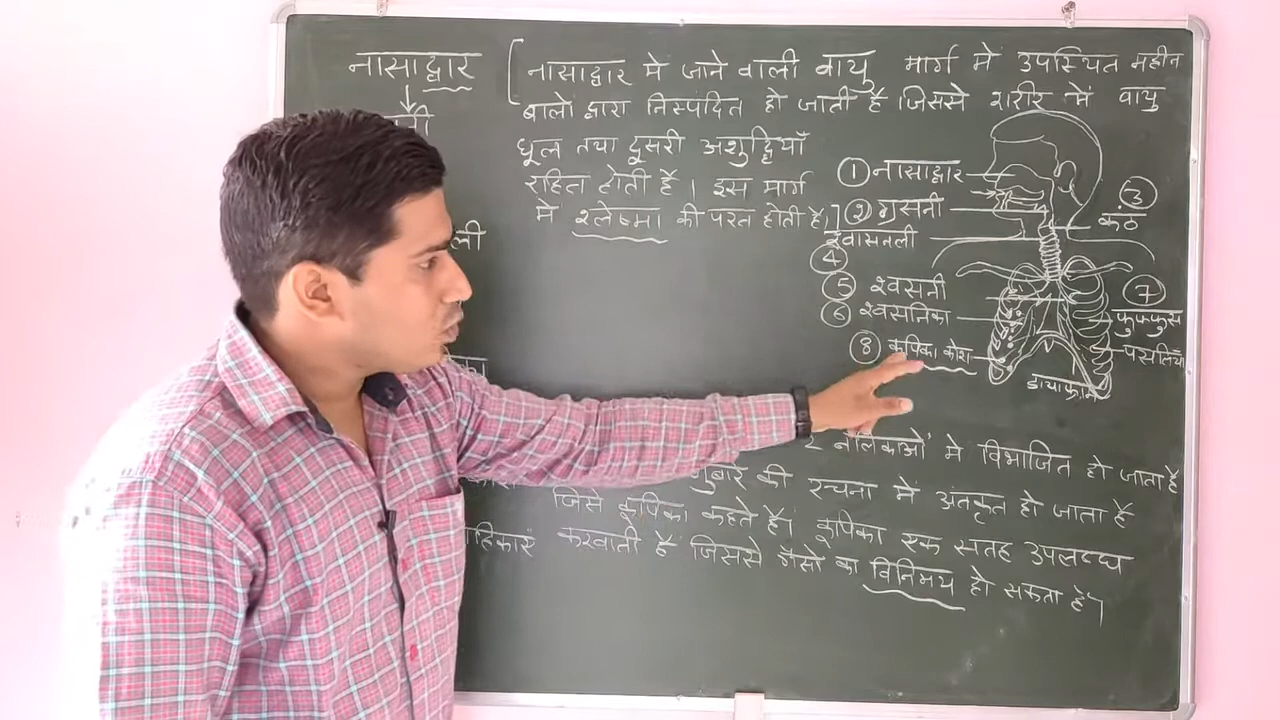 नासाद्वार
नासाद्वार में जाने वाली वायु मार्ग में उपस्थित महीन
बालों द्वारा निस्पंदित हो जाती है जिससे शरीर में वायु
धूल तथा दूसरी अशुद्धियाँ
रहित होती है। इस मार्ग
मे श्लेष्मा की परत होती है।
① नासाद्वार
② ग्रसनी
③
कंठ
श्वासनली
④
⑤ श्वसनी
⑥ श्वसनिका
⑦
फुफ्फुस
पसलियाँ
⑧ कूपिका कोश
डायाफ्राम
नलिकाओं में विभाजित हो जाता है
गुबारे की रचना में अंतकृत हो जाता है
जिसे कूपिका कहते हैं। कूपिका एक सतह उपलब्ध
करवाती है जिससे गैसों का विनिमय हो सकता है।